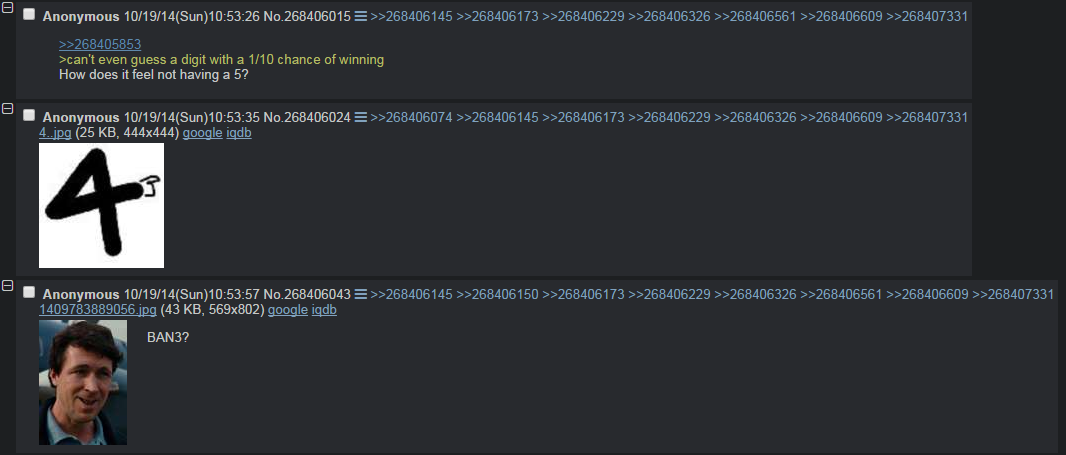 Anonymous 10/19/14(Sun)10:53:26 No.268406015 ☰ >>268406145 >>268406173 >>268406229 >>268406326 >>268406561 >>268406609 >>268407331
>>268405853
>can't even guess a digit with a 1/10 chance of winning
How does it feel not having a 5?
Anonymous 10/19/14(Sun)10:53:35 No.268406024 ☰ >>268406074 >>268406145 >>268406173 >>268406229 >>268406326 >>268406609 >>268407331
4..jpg (25 KB, 444x444) google iqdb
4
Anonymous 10/19/14(Sun)10:53:57 No.268406043 ☰ >>268406145 >>268406150 >>268406173 >>268406229 >>268406326 >>268406561 >>268406609 >>268407331
1409783889056.jpg (43 KB, 569x802) google iqdb
BAN3?